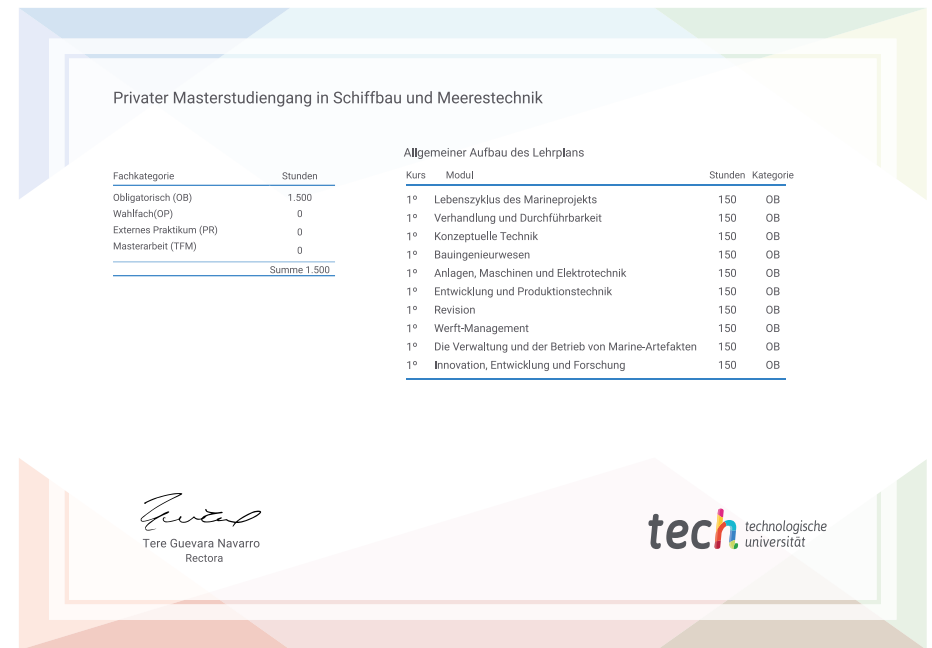 Privater Masterstudiengang in Schiffbau und Meerestechnik
Fachkategorie Stunden
Obligatorisch (OB) 1.500
Wahlfach(OP) 0
Externes Praktikum (PR) 0
Masterarbeit (TFM) 0
Summe 1.500
Allgemeiner Aufbau des Lehrplans
Kurs Modul Stunden Kategorie
1º Lebenszyklus des Marineprojekts 150 OB
1º Verhandlung und Durchführbarkeit 150 OB
1º Konzeptuelle Technik 150 OB
1º Bauingenieurwesen 150 OB
1º Anlagen, Maschinen und Elektrotechnik 150 OB
1º Entwicklung und Produktionstechnik 150 OB
1º Revision 150 OB
1º Werft-Management 150 OB
1º Die Verwaltung und der Betrieb von Marine-Artefakten 150 OB
1º Innovation, Entwicklung und Forschung 150 OB
Tere Guevara Navarro
Rectora
tech technologische
universität